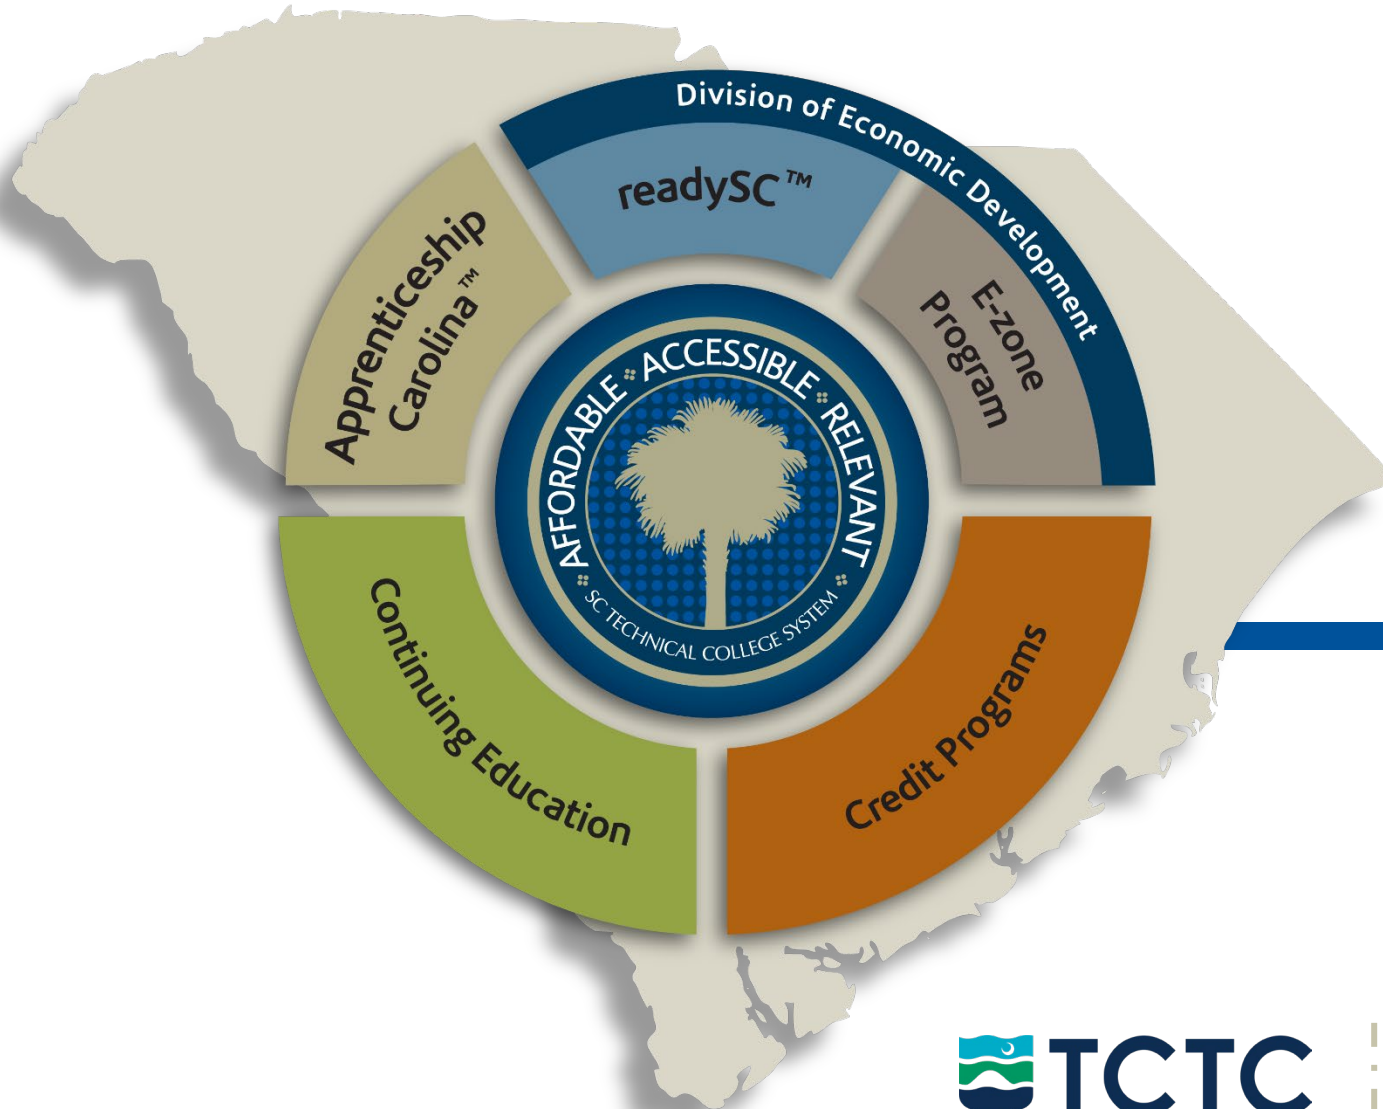 Division of Economic Development
readySC™
E-zone
Program
Apprenticeship
Carolina™
AFFORDABLE ACCESSIBLE RELEVANT
SC TECHNICAL COLLEGE SYSTEM
Continuing Education
Credit Programs
TCTC